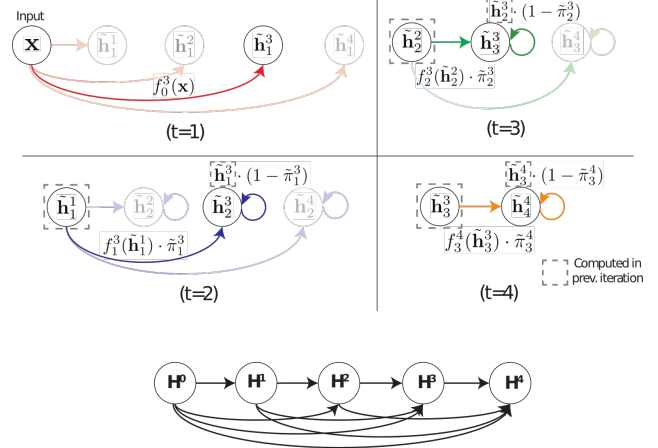 Input
x h̃₁¹ h̃₁² h̃₁³ h̃₁⁴
f₀³(x)
(t=1)
h̃₂³ · (1 − π̃₂³)
h̃₂² h̃₃³ h̃₃⁴
f₂³(h̃₂²) · π̃₂³
(t=3)
h̃₁³ · (1 − π̃₁³)
h̃₁¹ h̃₂² h̃₂³ h̃₂⁴
f₁³(h̃₁¹) · π̃₁³
(t=2)
h̃₃⁴ · (1 − π̃₃⁴)
h̃₃³ h̃₄⁴
f₃⁴(h̃₃³) · π̃₃⁴
(t=4)
Computed in
prev. iteration
H⁰ H¹ H² H³ H⁴